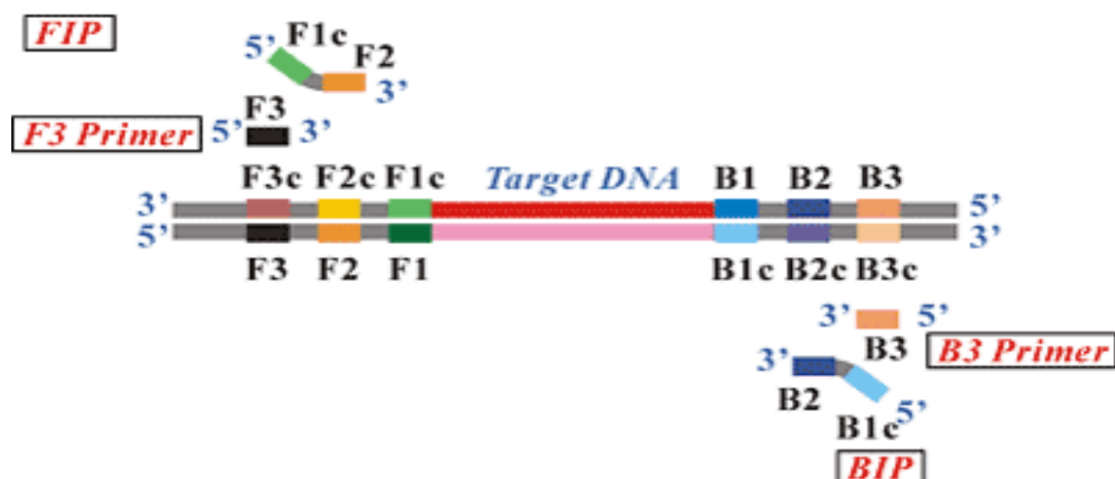 FIP
5’ F1c F2 3’
F3
F3 Primer 5’ 3’
F3c F2c F1c Target DNA B1 B2 B3
3’ 5’
5’ 3’
F3 F2 F1 B1c B2c B3c
3’ 5’
B3 B3 Primer
3’
B2 5’
B1c
BIP